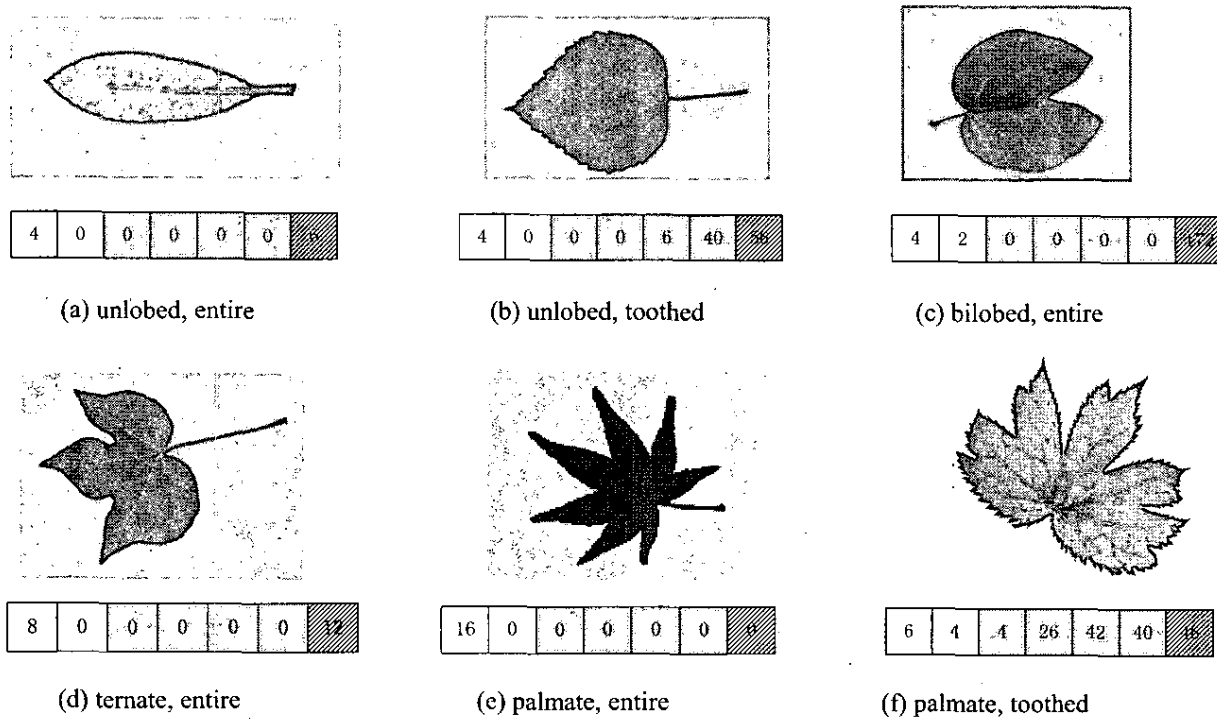 4 0 0 0 0 0
4 0 0 0 6 40
4 2 0 0 0 0 172
(a) unlobed, entire
(b) unlobed, toothed
(c) bilobed, entire
8 0 0 0 0 0 12
16 0 0 0 0 0 0
6 4 4 26 42 40
(d) ternate, entire
(e) palmate, entire
(f) palmate, toothed